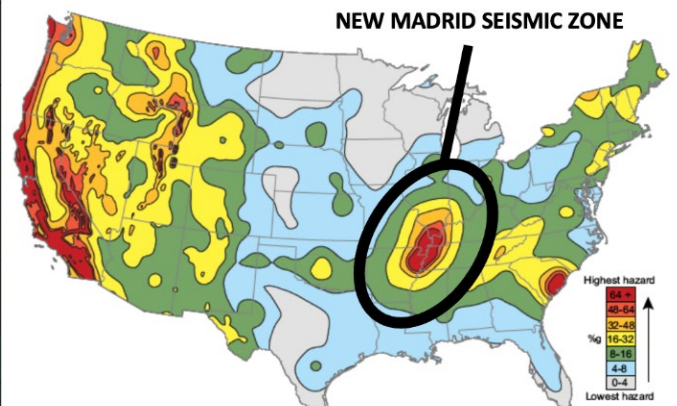 NEW MADRID SEISMIC ZONE
Highest hazard
64 +
48-64
32-48
%g
16-32
8-16
4-8
0-4
Lowest hazard